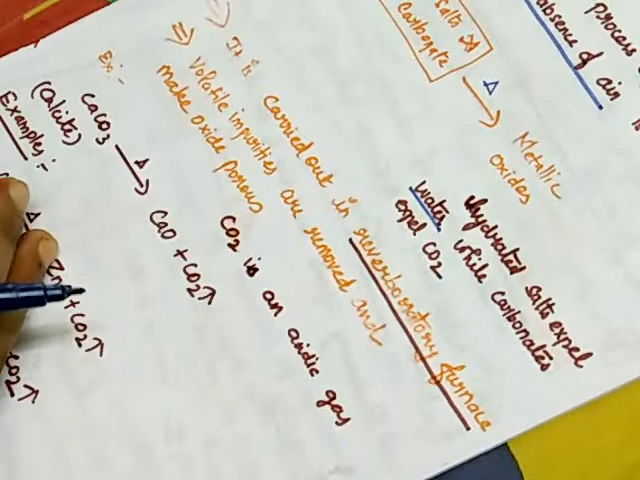 process
absence of air
Salts or
Carbonate
Δ
Metallic
oxides
hydrated salts expel
water while carbonates
expel CO2
It is carried out in reverberatory furnace
Volatile impurities are removed and
make oxide porous
Ex:-
CaCO3 Δ CaO + CO2↑
(Calcite)
CO2 is an acidic gas
Examples:-
Δ
+ CO2↑
CO2↑